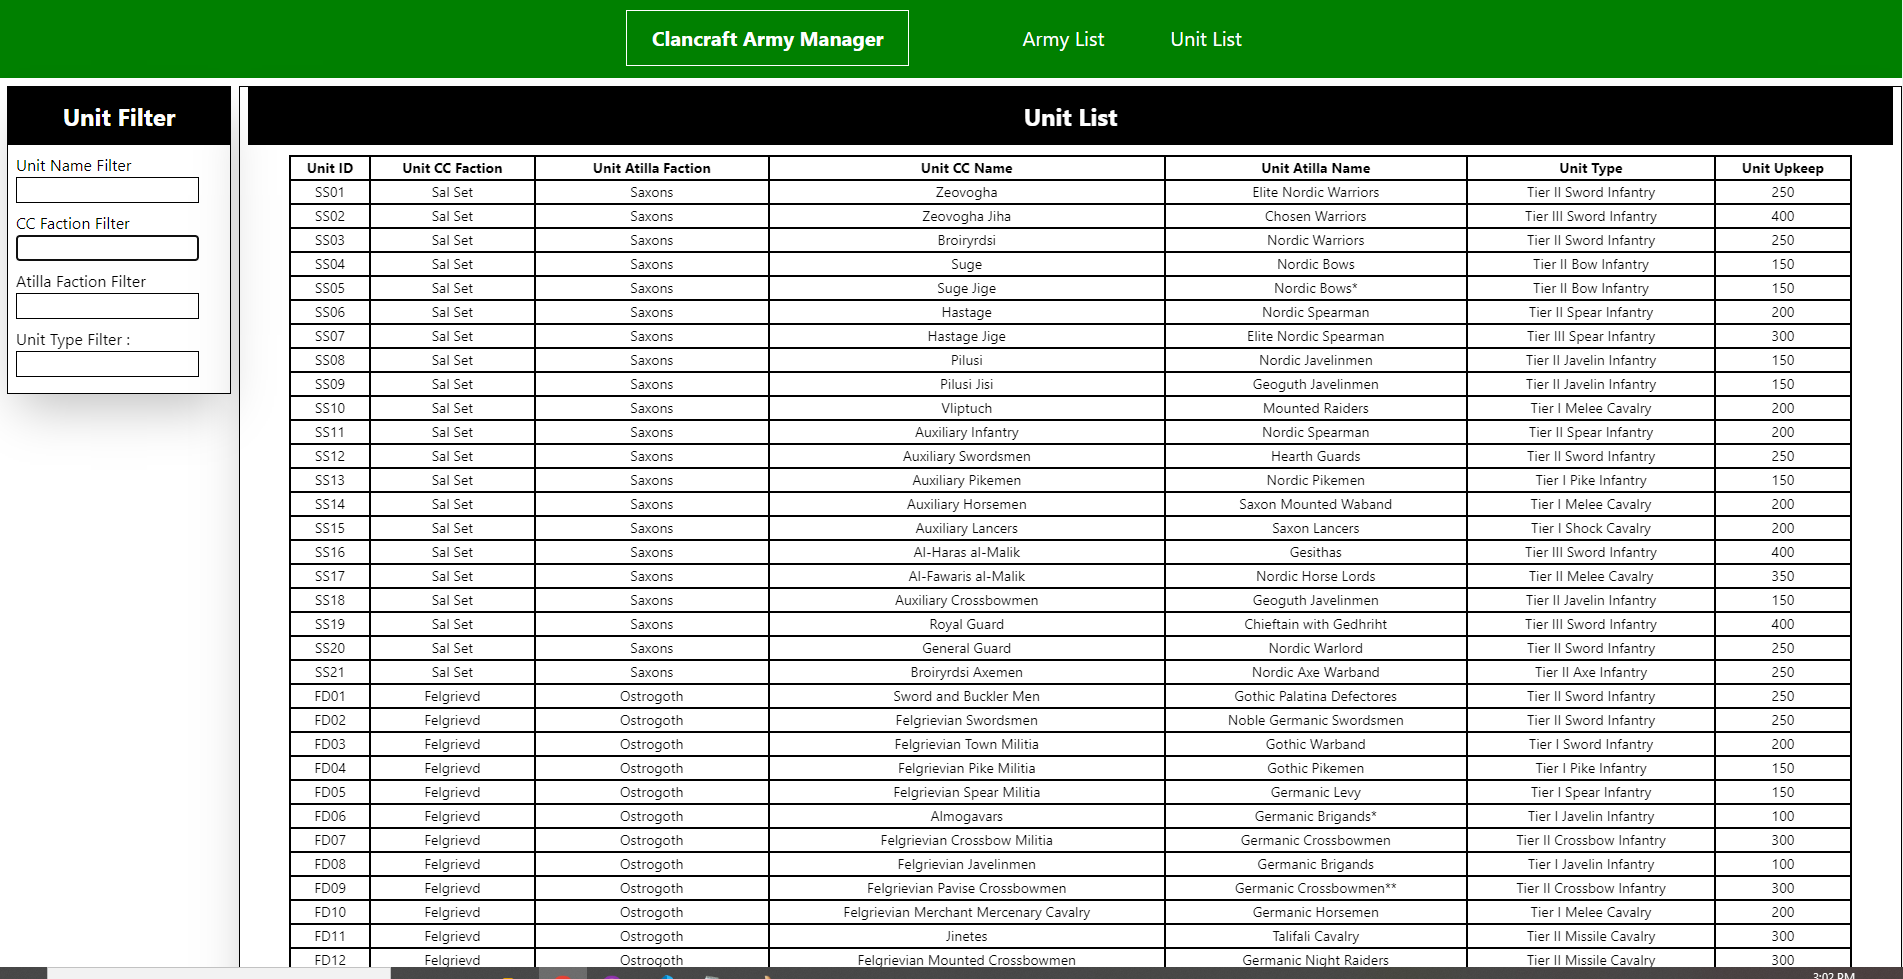 Clancraft Army Manager Army List Unit List
Unit Filter
Unit Name Filter
CC Faction Filter
Atilla Faction Filter
Unit Type Filter :
Unit List
Unit ID Unit CC Faction Unit Atilla Faction Unit CC Name Unit Atilla Name Unit Type Unit Upkeep
SS01 Sal Set Saxons Zeovogha Elite Nordic Warriors Tier II Sword Infantry 250
SS02 Sal Set Saxons Zeovogha Jiha Chosen Warriors Tier III Sword Infantry 400
SS03 Sal Set Saxons Broiryrdsi Nordic Warriors Tier II Sword Infantry 250
SS04 Sal Set Saxons Suge Nordic Bows Tier II Bow Infantry 150
SS05 Sal Set Saxons Suge Jige Nordic Bows* Tier II Bow Infantry 150
SS06 Sal Set Saxons Hastage Nordic Spearman Tier II Spear Infantry 200
SS07 Sal Set Saxons Hastage Jige Elite Nordic Spearman Tier III Spear Infantry 300
SS08 Sal Set Saxons Pilusi Nordic Javelinmen Tier II Javelin Infantry 150
SS09 Sal Set Saxons Pilusi Jisi Geoguth Javelinmen Tier II Javelin Infantry 150
SS10 Sal Set Saxons Vliptuch Mounted Raiders Tier I Melee Cavalry 200
SS11 Sal Set Saxons Auxiliary Infantry Nordic Spearman Tier II Spear Infantry 200
SS12 Sal Set Saxons Auxiliary Swordsmen Hearth Guards Tier II Sword Infantry 250
SS13 Sal Set Saxons Auxiliary Pikemen Nordic Pikemen Tier I Pike Infantry 150
SS14 Sal Set Saxons Auxiliary Horsemen Saxon Mounted Waband Tier I Melee Cavalry 200
SS15 Sal Set Saxons Auxiliary Lancers Saxon Lancers Tier I Shock Cavalry 200
SS16 Sal Set Saxons Al-Haras al-Malik Gesithas Tier III Sword Infantry 400
SS17 Sal Set Saxons Al-Fawaris al-Malik Nordic Horse Lords Tier II Melee Cavalry 350
SS18 Sal Set Saxons Auxiliary Crossbowmen Geoguth Javelinmen Tier II Javelin Infantry 150
SS19 Sal Set Saxons Royal Guard Chieftain with Gedhriht Tier III Sword Infantry 400
SS20 Sal Set Saxons General Guard Nordic Warlord Tier II Sword Infantry 250
SS21 Sal Set Saxons Broiryrdsi Axemen Nordic Axe Warband Tier II Axe Infantry 250
FD01 Felgrievd Ostrogoth Sword and Buckler Men Gothic Palatina Defectores Tier II Sword Infantry 250
FD02 Felgrievd Ostrogoth Felgrievian Swordsmen Noble Germanic Swordsmen Tier II Sword Infantry 250
FD03 Felgrievd Ostrogoth Felgrievian Town Militia Gothic Warband Tier I Sword Infantry 200
FD04 Felgrievd Ostrogoth Felgrievian Pike Militia Gothic Pikemen Tier I Pike Infantry 150
FD05 Felgrievd Ostrogoth Felgrievian Spear Militia Germanic Levy Tier I Spear Infantry 150
FD06 Felgrievd Ostrogoth Almogavars Germanic Brigands* Tier I Javelin Infantry 100
FD07 Felgrievd Ostrogoth Felgrievian Crossbow Militia Germanic Crossbowmen Tier II Crossbow Infantry 300
FD08 Felgrievd Ostrogoth Felgrievian Javelinmen Germanic Brigands Tier I Javelin Infantry 100
FD09 Felgrievd Ostrogoth Felgrievian Pavise Crossbowmen Germanic Crossbowmen** Tier II Crossbow Infantry 300
FD10 Felgrievd Ostrogoth Felgrievian Merchant Mercenary Cavalry Germanic Horsemen Tier I Melee Cavalry 200
FD11 Felgrievd Ostrogoth Jinetes Talifali Cavalry Tier II Missile Cavalry 300
FD12 Felgrievd Ostrogoth Felgrievian Mounted Crossbowmen Germanic Night Raiders Tier II Missile Cavalry 300
3:02 PM